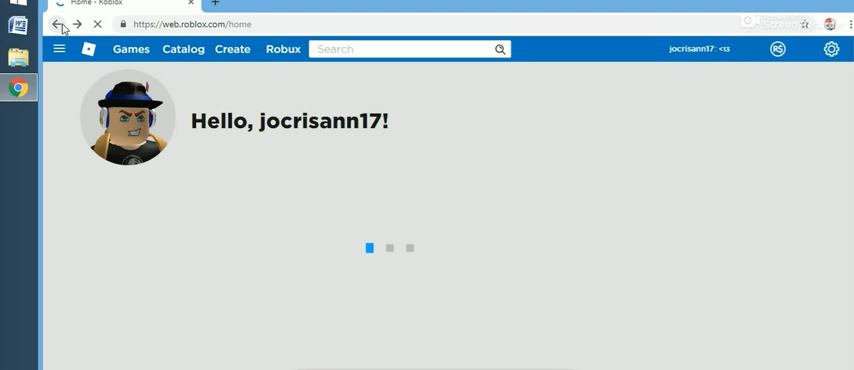 Home - Roblox
https://web.roblox.com/home
Games Catalog Create Robux Search jocrisann17: <13
Hello, jocrisann17!